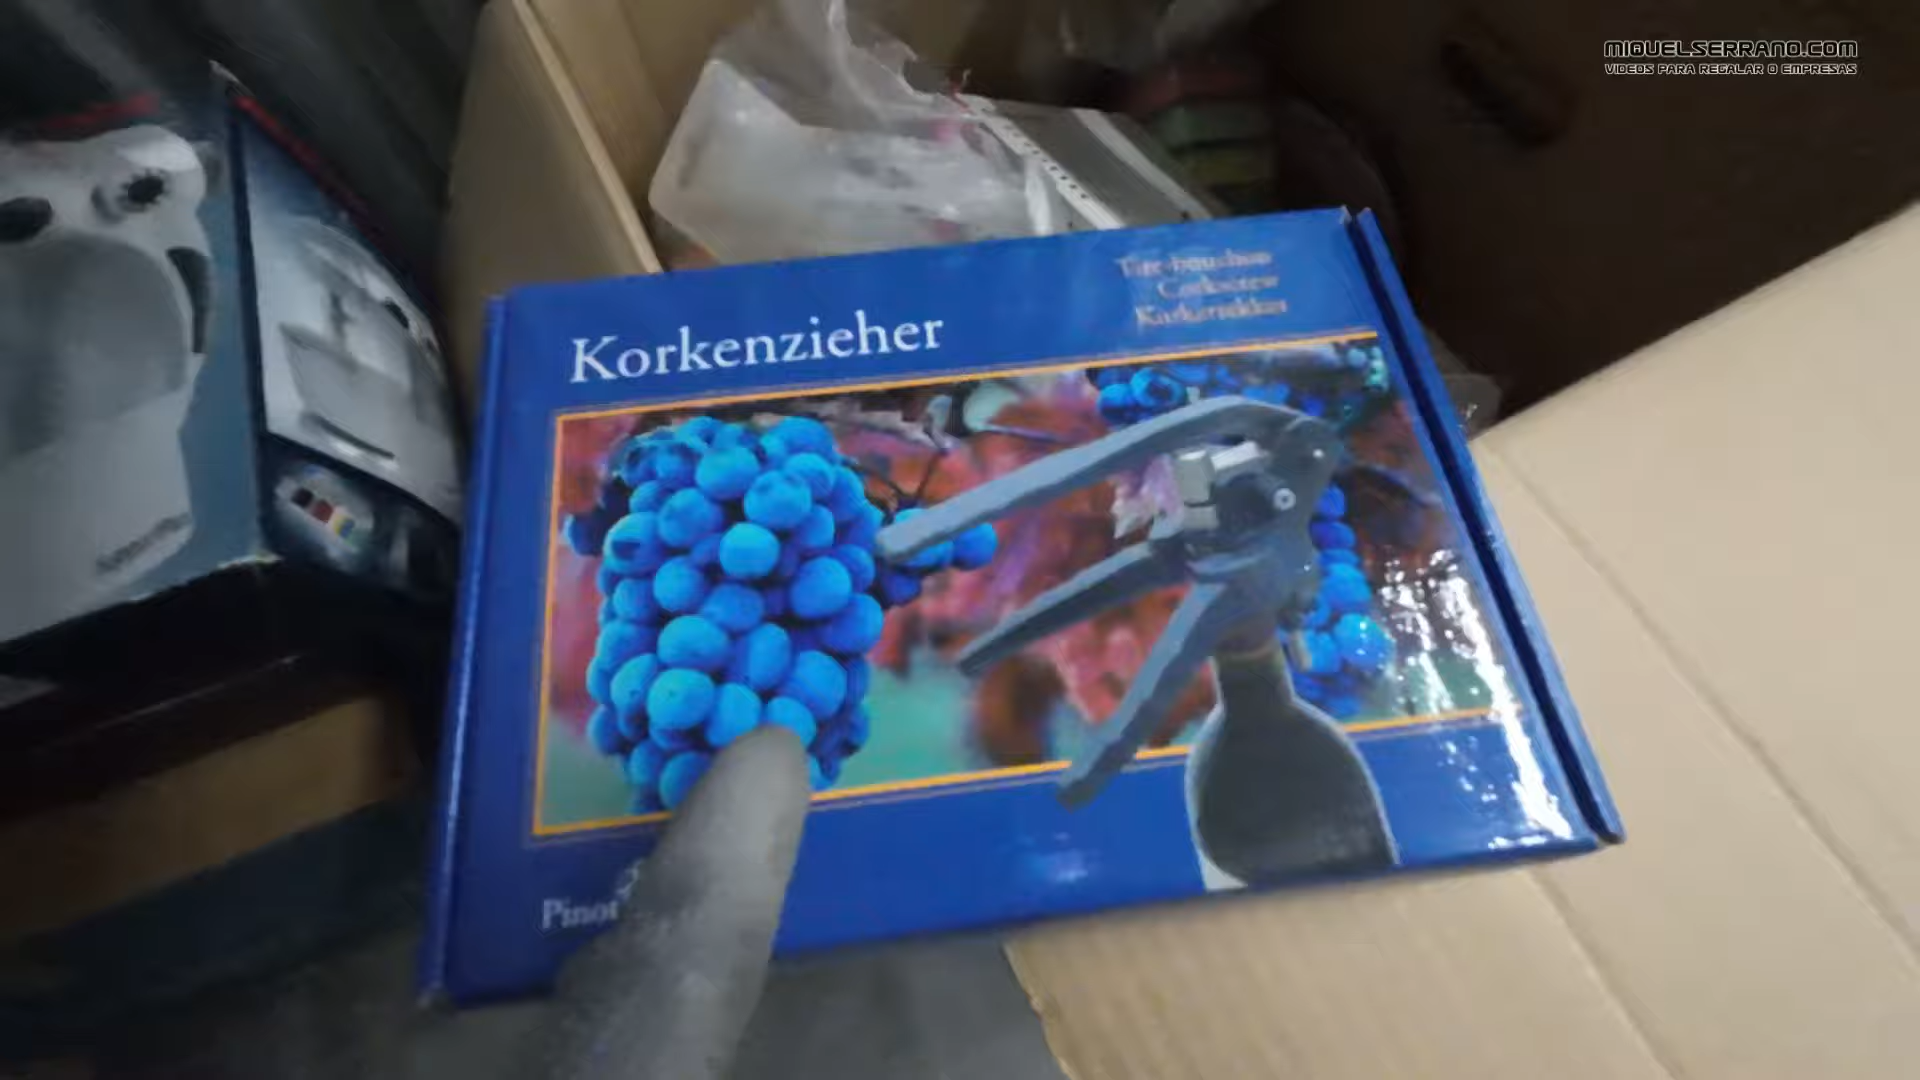 MIQUELSERRANO.COM
VIDEOS PARA REGALAR O EMPRESAS
Tire-bouchon
Corkscrew
Korkenzieher
Pinot